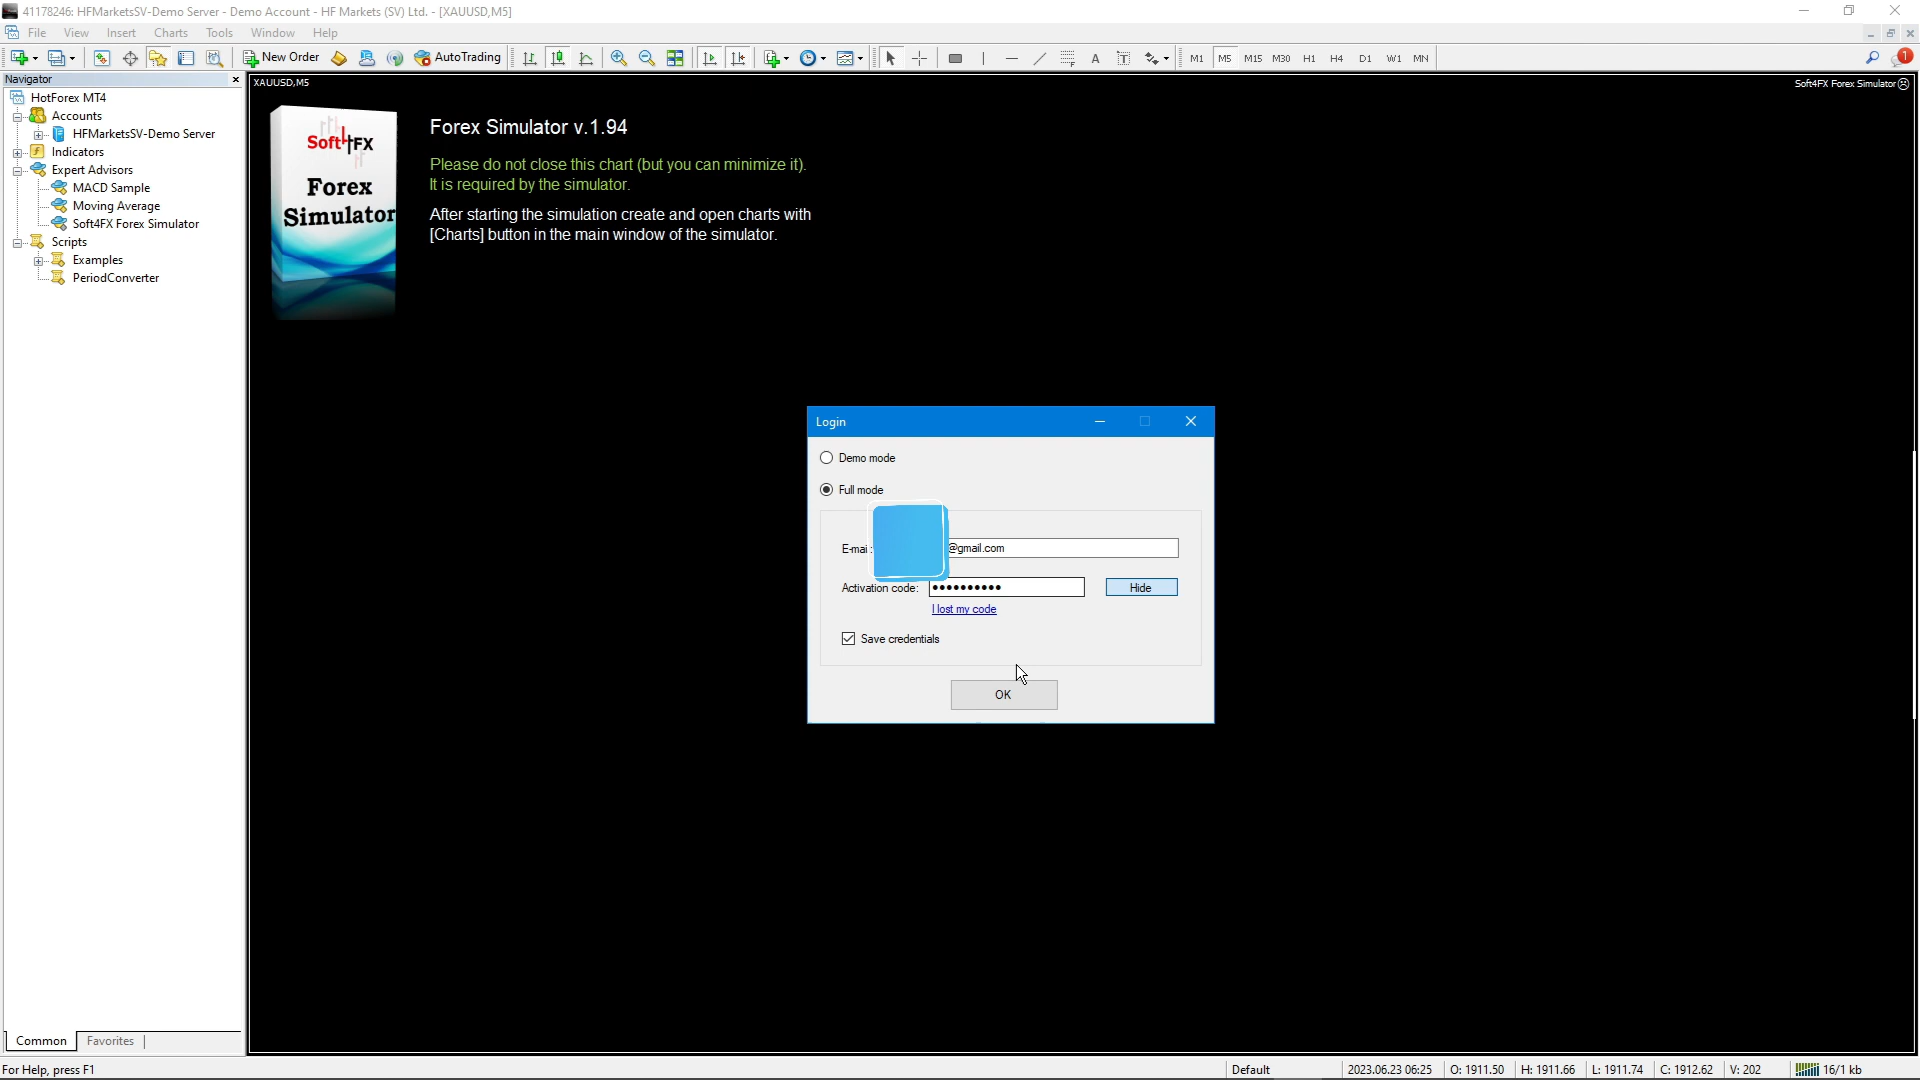 41178246: HFMarketsSV-Demo Server - Demo Account - HF Markets (SV) Ltd. - [XAUUSD,M5]
File View Insert Charts Tools Window Help
New Order AutoTrading A T M1 M5 M15 M30 H1 H4 D1 W1 MN 1
Navigator
HotForex MT4
Accounts
HFMarketsSV-Demo Server
Indicators
Expert Advisors
MACD Sample
Moving Average
Soft4FX Forex Simulator
Scripts
Examples
PeriodConverter
Common Favorites
XAUUSD,M5
Soft4FX Forex Simulator
Soft4FX
Forex
Simulator
Forex Simulator v.1.94
Please do not close this chart (but you can minimize it).
It is required by the simulator.
After starting the simulation create and open charts with
[Charts] button in the main window of the simulator.
Login
Demo mode
Full mode
E-mai: @gmail.com
Activation code: ●●●●●●●●●● Hide
I lost my code
Save credentials
OK
For Help, press F1 Default 2023.06.23 06:25 O: 1911.50 H: 1911.66 L: 1911.74 C: 1912.62 V: 202 16/1 kb